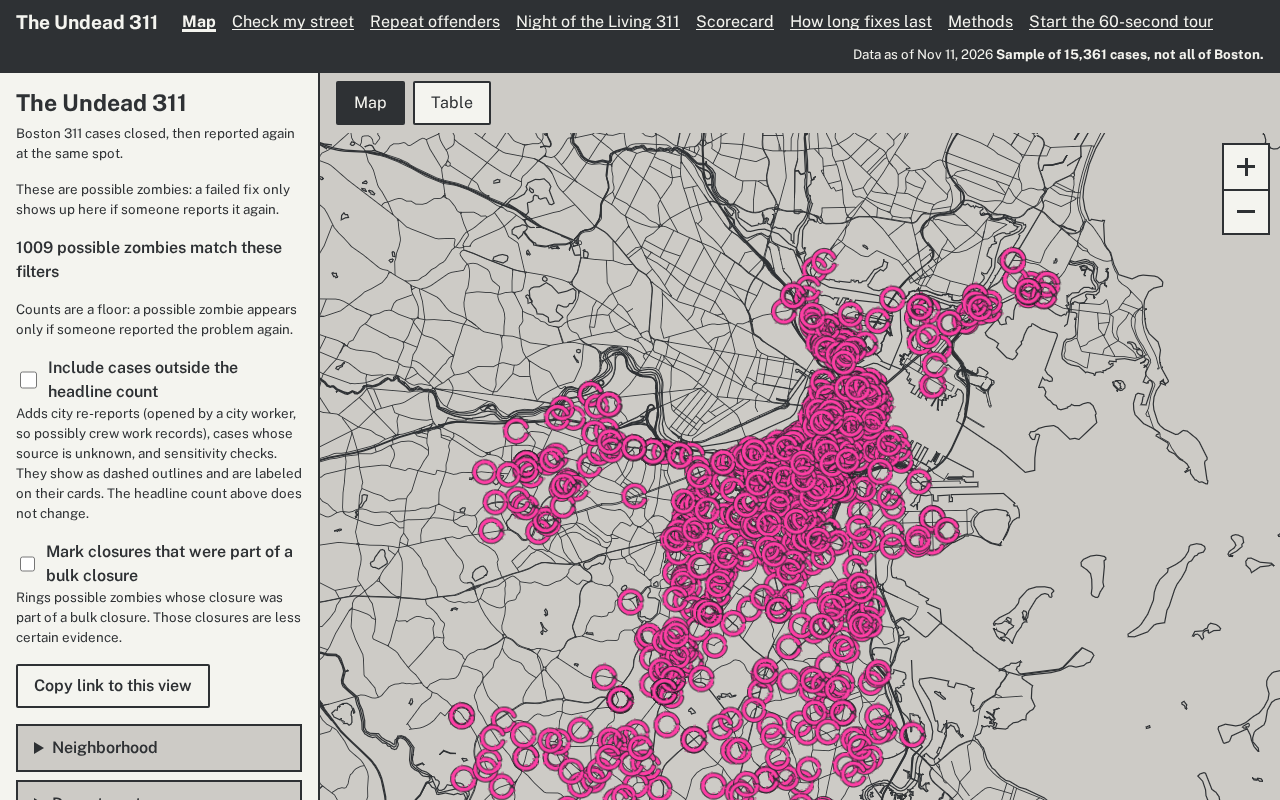 The Undead 311
Map
Check my street
Repeat offenders
Night of the Living 311
Scorecard
How long fixes last
Methods
Start the 60-second tour
Data as of Nov 11, 2026 Sample of 15,361 cases, not all of Boston.
The Undead 311
Boston 311 cases closed, then reported again
at the same spot.
These are possible zombies: a failed fix only
shows up here if someone reports it again.
1009 possible zombies match these
filters
Counts are a floor: a possible zombie appears
only if someone reported the problem again.
Include cases outside the
headline count
Adds city re-reports (opened by a city worker,
so possibly crew work records), cases whose
source is unknown, and sensitivity checks.
They show as dashed outlines and are labeled
on their cards. The headline count above does
not change.
Mark closures that were part of a
bulk closure
Rings possible zombies whose closure was
part of a bulk closure. Those closures are less
certain evidence.
Copy link to this view
Neighborhood
Map
Table
+
−